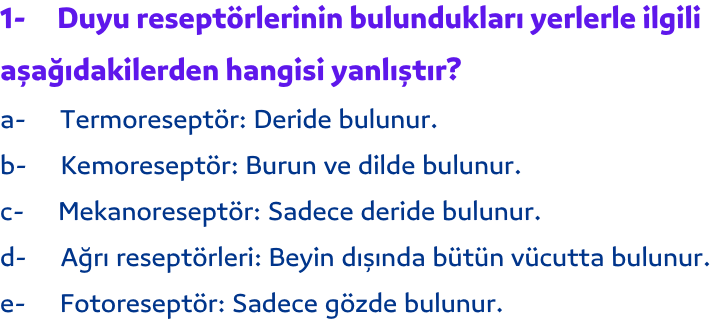 1- Duyu reseptörlerinin bulundukları yerlerle ilgili
aşağıdakilerden hangisi yanlıştır?
a- Termoreseptör: Deride bulunur.
b- Kemoreseptör: Burun ve dilde bulunur.
c- Mekanoreseptör: Sadece deride bulunur.
d- Ağrı reseptörleri: Beyin dışında bütün vücutta bulunur.
e- Fotoreseptör: Sadece gözde bulunur.